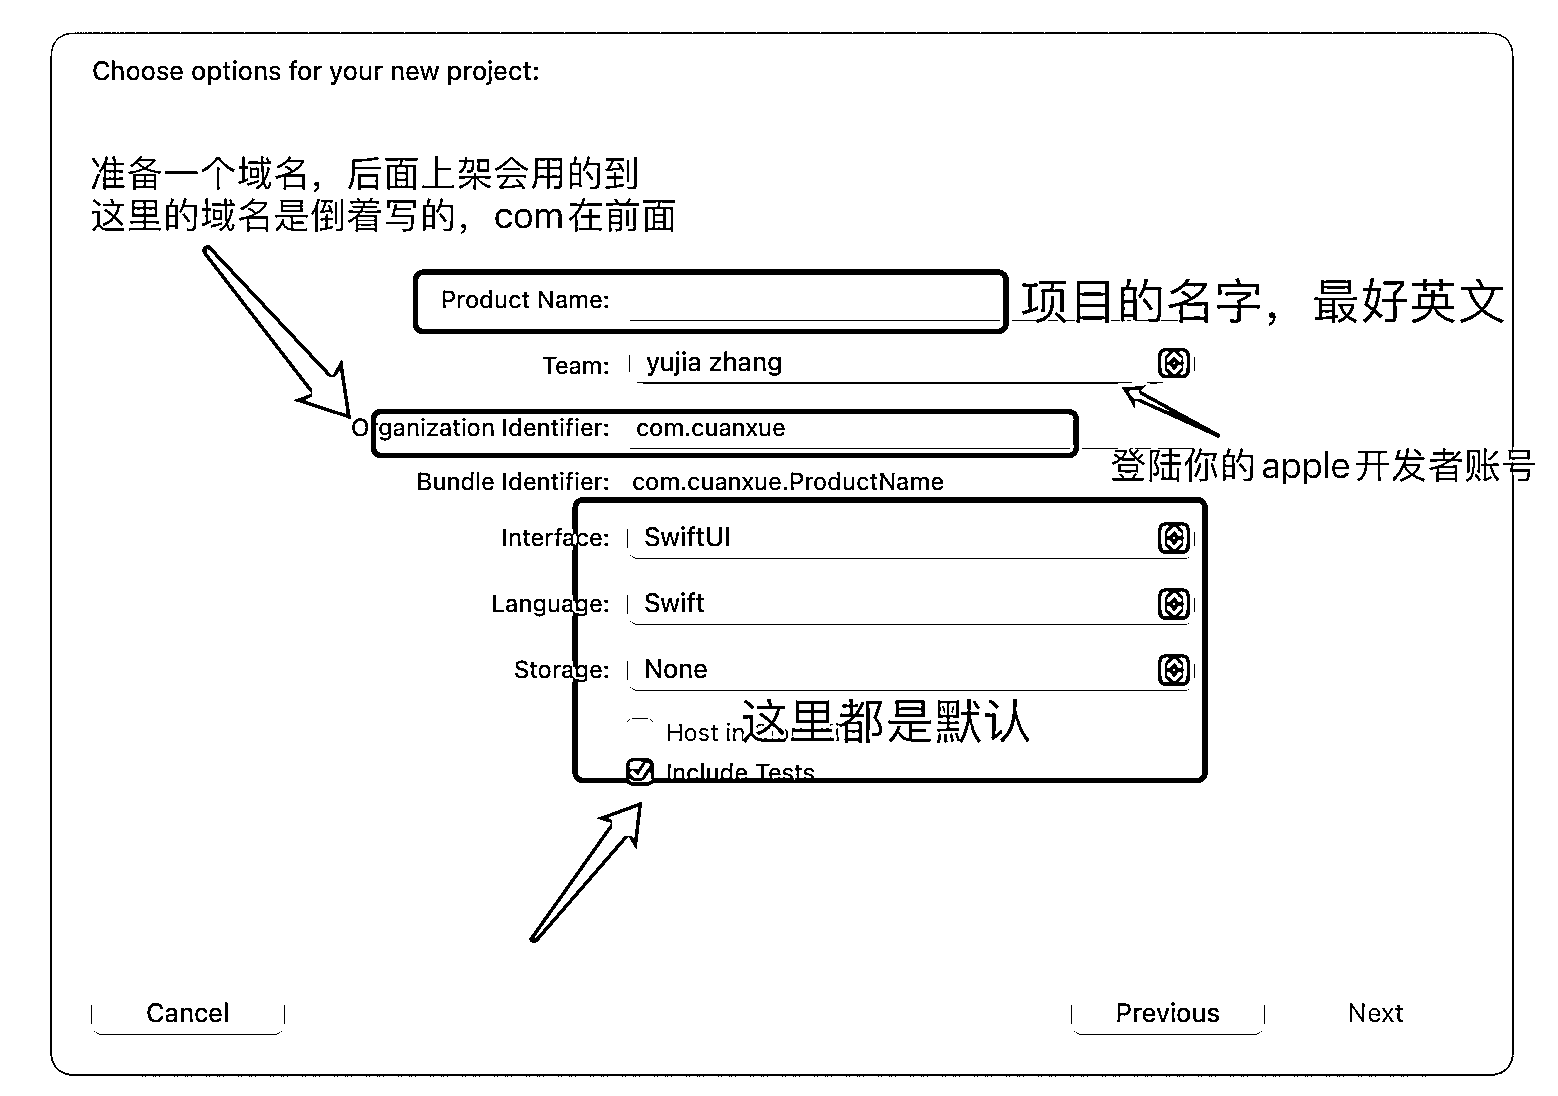 Choose options for your new project:
准备一个域名，后面上架会用的到
这里的域名是倒着写的，com在前面
Product Name:
项目的名字，最好英文
Team: yujia zhang
Organization Identifier: com.cuanxue
登陆你的apple开发者账号
Bundle Identifier: com.cuanxue.ProductName
Interface: SwiftUI
Language: Swift
Storage: None
这里都是默认
Host in
Include Tests
Cancel
Previous
Next